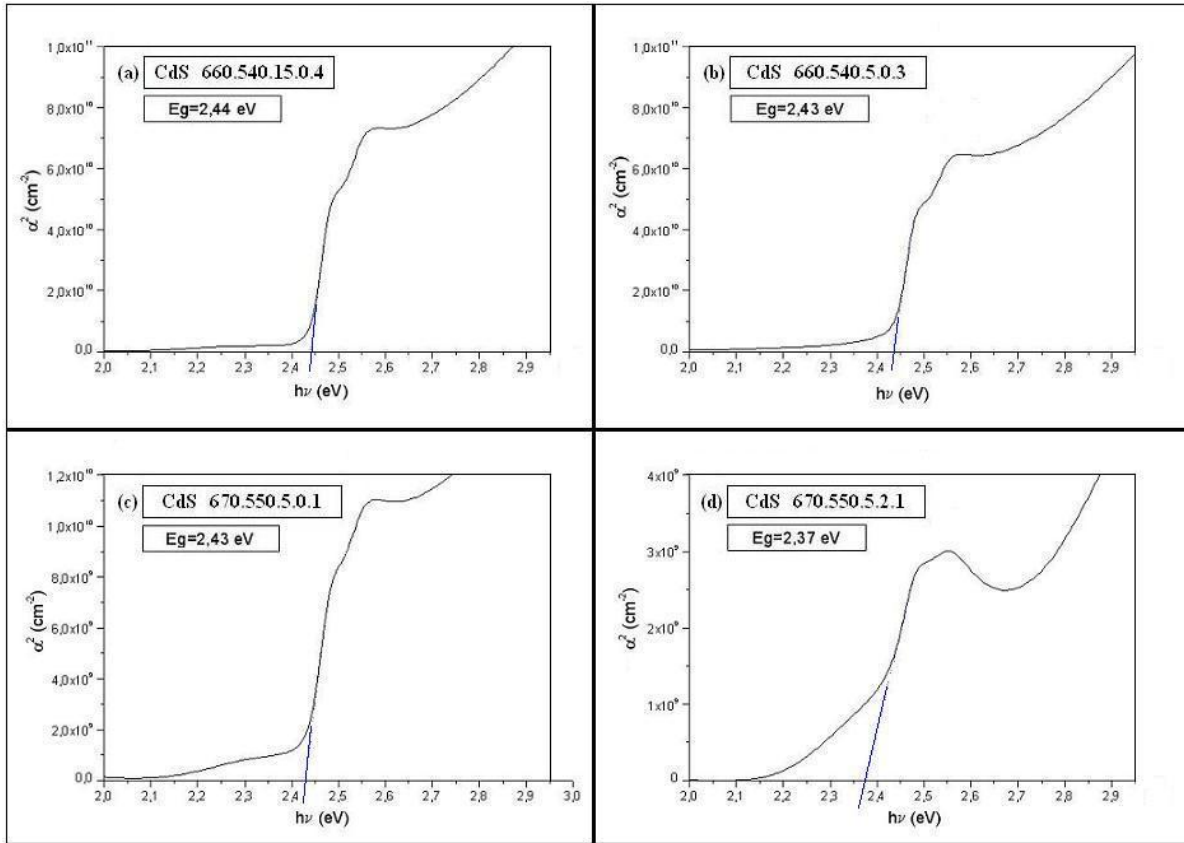 (a) CdS 660.540.15.0.4
Eg=2,44 eV
1,0x10¹¹
8,0x10¹⁰
6,0x10¹⁰
4,0x10¹⁰
2,0x10¹⁰
0,0
α² (cm⁻²)
2,0 2,1 2,2 2,3 2,4 2,5 2,6 2,7 2,8 2,9
hν (eV)
(b) CdS 660.540.5.0.3
Eg=2,43 eV
1,0x10¹¹
8,0x10¹⁰
6,0x10¹⁰
4,0x10¹⁰
2,0x10¹⁰
0,0
α² (cm⁻²)
2,0 2,1 2,2 2,3 2,4 2,5 2,6 2,7 2,8 2,9
hν (eV)
(c) CdS 670.550.5.0.1
Eg=2,43 eV
1,2x10¹⁰
1,0x10¹⁰
8,0x10⁹
6,0x10⁹
4,0x10⁹
2,0x10⁹
0,0
α² (cm⁻²)
2,0 2,1 2,2 2,3 2,4 2,5 2,6 2,7 2,8 2,9 3,0
hν (eV)
(d) CdS 670.550.5.2.1
Eg=2,37 eV
4x10⁹
3x10⁹
2x10⁹
1x10⁹
0
α² (cm⁻²)
2,0 2,1 2,2 2,3 2,4 2,5 2,6 2,7 2,8 2,9
hν (eV)